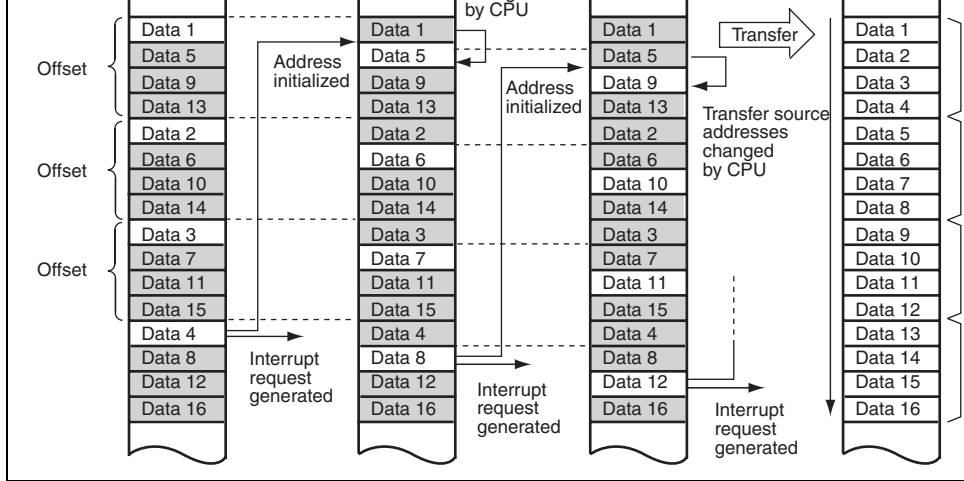 by CPU
Data 1
Data 5
Data 9
Data 13
Data 2
Data 6
Data 10
Data 14
Data 3
Data 7
Data 11
Data 15
Data 4
Data 8
Data 12
Data 16
Offset
Offset
Offset
Address
initialized
Interrupt
request
generated
Data 1
Data 5
Data 9
Data 13
Data 2
Data 6
Data 10
Data 14
Data 3
Data 7
Data 11
Data 15
Data 4
Data 8
Data 12
Data 16
Address
initialized
Interrupt
request
generated
Data 1
Data 5
Data 9
Data 13
Data 2
Data 6
Data 10
Data 14
Data 3
Data 7
Data 11
Data 15
Data 4
Data 8
Data 12
Data 16
Transfer
Transfer source
addresses
changed
by CPU
Interrupt
request
generated
Data 1
Data 2
Data 3
Data 4
Data 5
Data 6
Data 7
Data 8
Data 9
Data 10
Data 11
Data 12
Data 13
Data 14
Data 15
Data 16